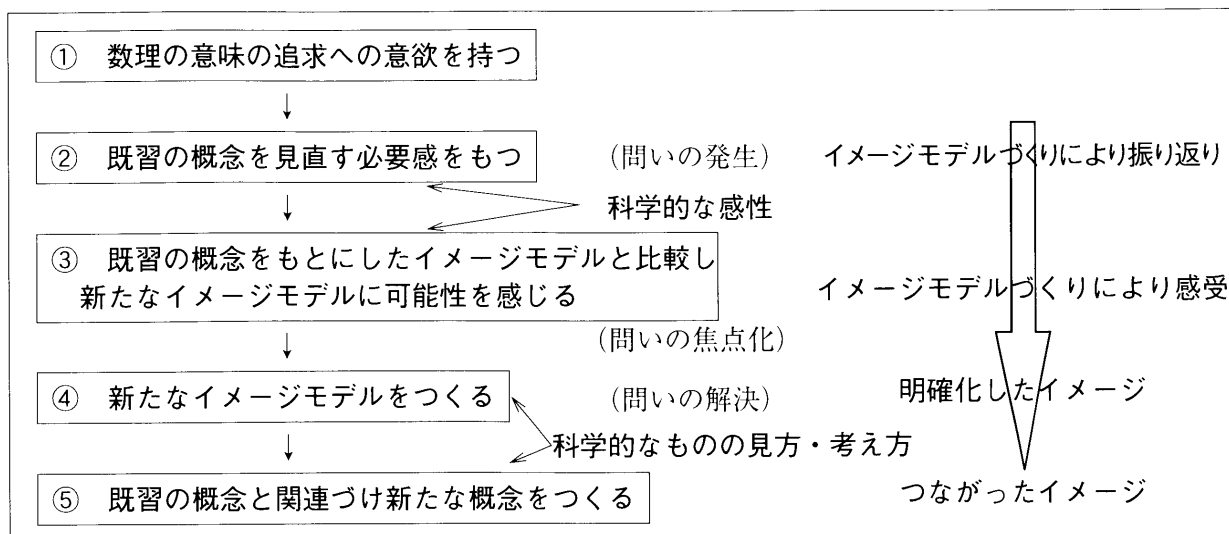 ① 数理の意味の追求への意欲を持つ
↓
② 既習の概念を見直す必要感をもつ (問いの発生) イメージモデルづくりにより振り返り
↓ 科学的な感性
③ 既習の概念をもとにしたイメージモデルと比較し
新たなイメージモデルに可能性を感じる イメージモデルづくりにより感受
↓ (問いの焦点化)
④ 新たなイメージモデルをつくる (問いの解決) 明確化したイメージ
↓ 科学的なものの見方・考え方
⑤ 既習の概念と関連づけ新たな概念をつくる つながったイメージ